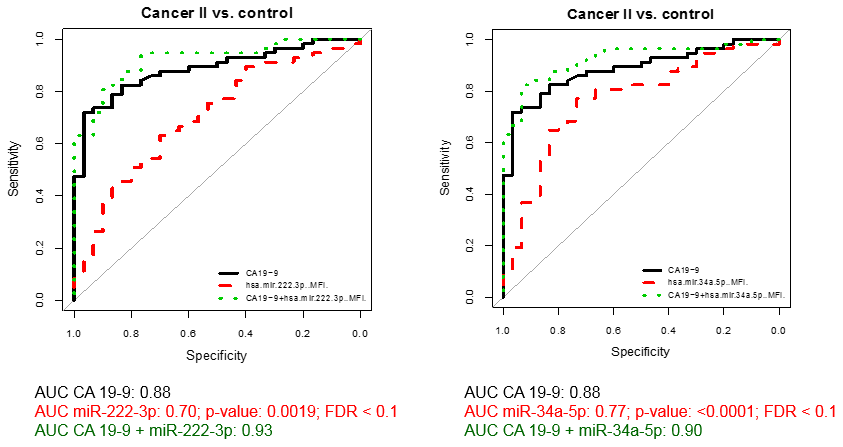 Cancer II vs. control
Sensitivity
1.0
0.8
0.6
0.4
0.2
0.0
CA19-9
hsa.mir.222.3p..MFI.
CA19-9+hsa.mir.222.3p..MFI.
1.0 0.8 0.6 0.4 0.2 0.0
Specificity
AUC CA 19-9: 0.88
AUC miR-222-3p: 0.70; p-value: 0.0019; FDR < 0.1
AUC CA 19-9 + miR-222-3p: 0.93
Cancer II vs. control
Sensitivity
1.0
0.8
0.6
0.4
0.2
0.0
CA19-9
hsa.mir.34a.5p..MFI.
CA19-9+hsa.mir.34a.5p..MFI.
1.0 0.8 0.6 0.4 0.2 0.0
Specificity
AUC CA 19-9: 0.88
AUC miR-34a-5p: 0.77; p-value: <0.0001; FDR < 0.1
AUC CA 19-9 + miR-34a-5p: 0.90